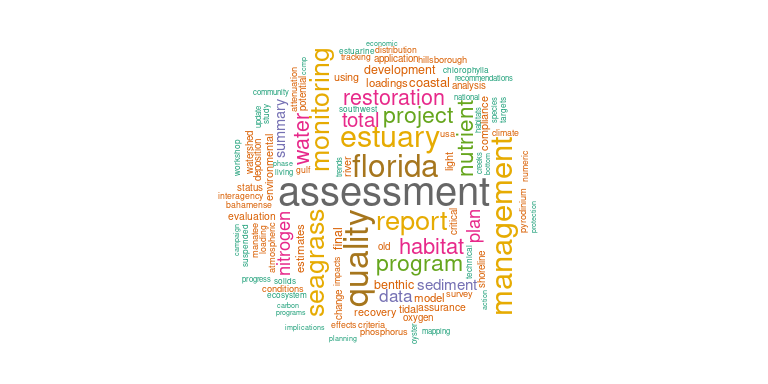 economic
estuarine distribution
tracking application hillsborough
ccmp
monitoring
attenuation
potential
using development chlorophylla
loadings coastal recommendations
analysis
community
restoration national
southwest
update
study
summary
water
total project
nutrient
compliance
habitats
species
targets
estuary usa climate
workshop
watershed
deposition
environmental
phase
living gulf
trends
river
florida
light
creeks
bottom
management
numeric
status
interagency
bahamense
assessment
pyrodinium
protection
evaluation
seagrass
quality
report
critical
plan
campaign
suspended
manatee
loading
atmospheric
nitrogen
estimates
final
old habitat
technical
shoreline
program
progress solids
conditions
ecosystem
impacts
change
benthic sediment
data model survey
action
carbon
programs
recovery tidal assurance
oxygen
implications effects criteria
phosphorus
oyster
mapping
planning